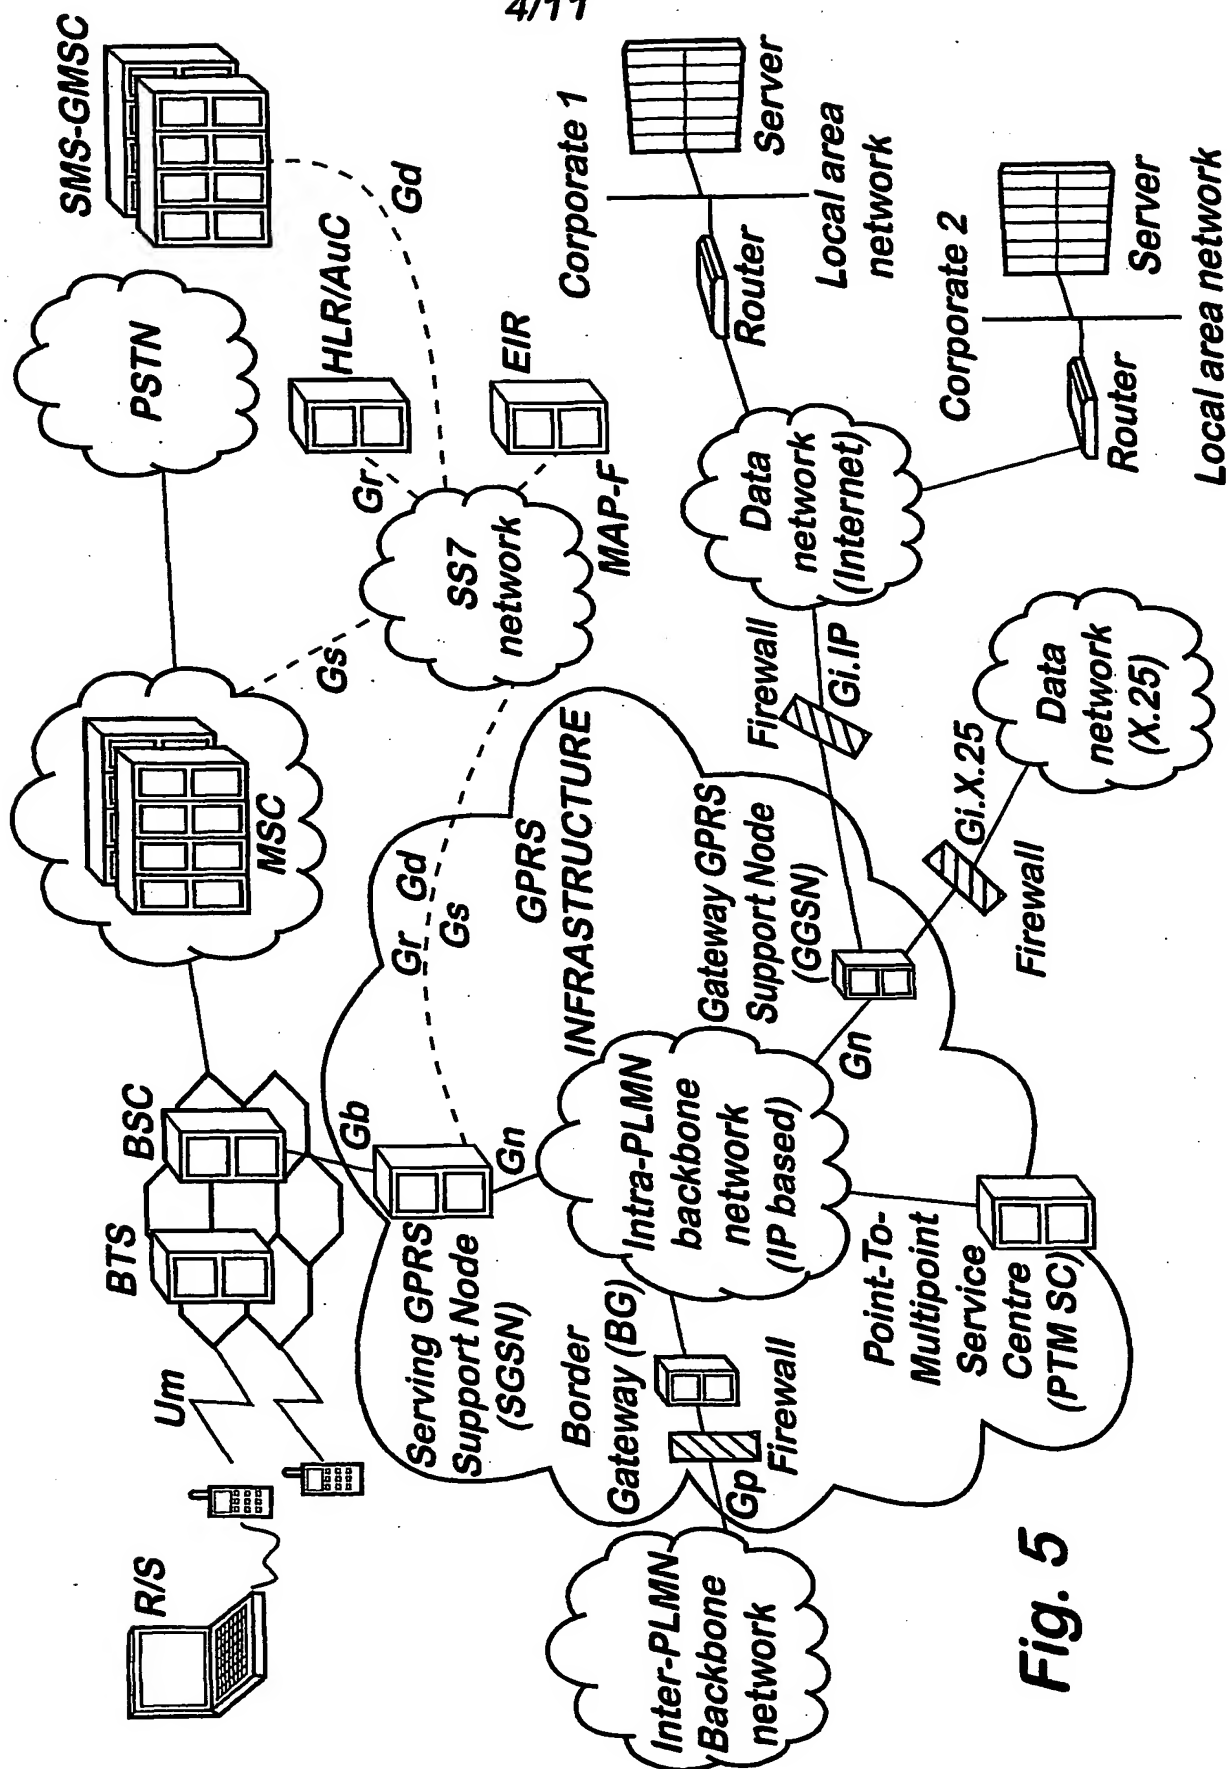 4/11
SMS-GMSC
PSTN
HLR/AuC
Gd
Gr
EIR
MAP-F
SS7
network
Gs
MSC
BSC
BTS
Um
R/S
Gb
Gr
Gd
Gs
GPRS
INFRASTRUCTURE
Serving GPRS
Support Node
(SGSN)
Gn
Intra-PLMN
backbone
network
(IP based)
Gateway GPRS
Support Node
(GGSN)
Gn
Border
Gateway (BG)
Firewall
Gp
Inter-PLMN
Backbone
network
Point-To-
Multipoint
Service
Centre
(PTM SC)
Firewall
Gi.IP
Data
network
(Internet)
Corporate 1
Router
Server
Local area
network
Corporate 2
Router
Server
Local area network
Firewall
Gi.X.25
Data
network
(X.25)
Fig. 5